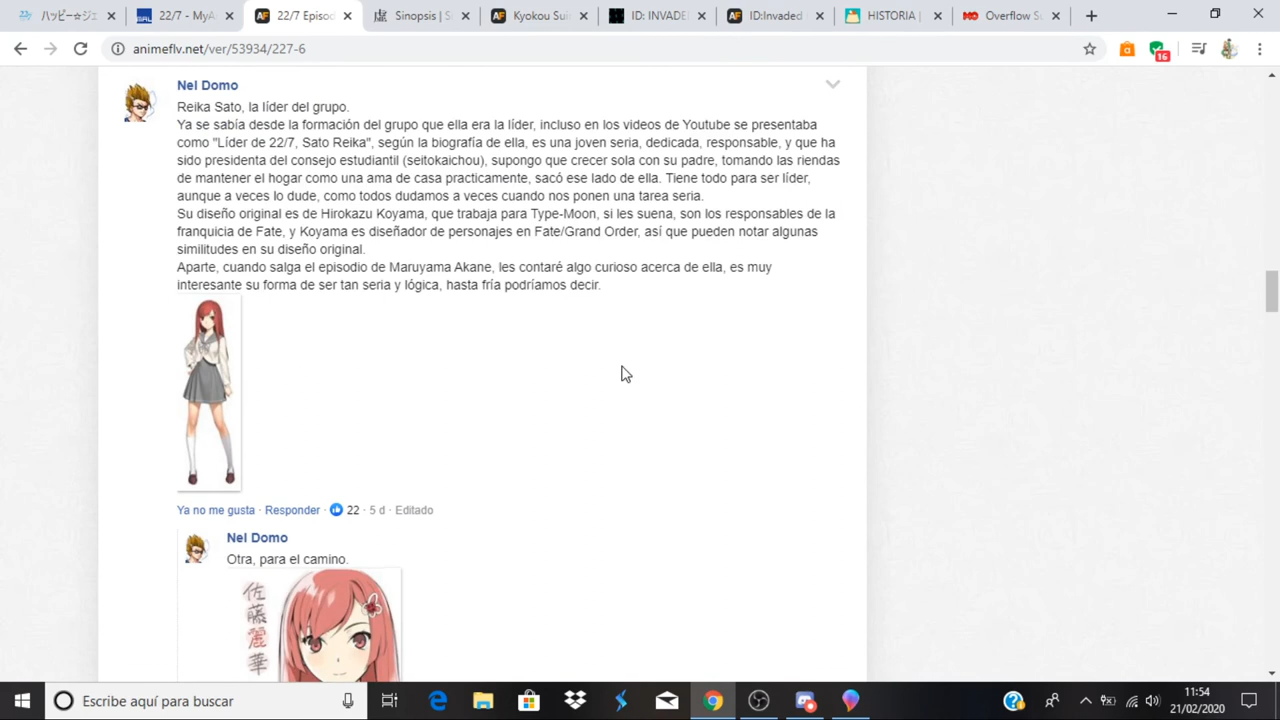 ハッピー☆ジェ
22/7 - MyA
22/7 Episod
Sinopsis | S
Kyokou Sui
ID: INVADE
ID:Invaded
HISTORIA |
Overflow Su
animeflv.net/ver/53934/227-6
16
Nel Domo
Reika Sato, la líder del grupo.
Ya se sabía desde la formación del grupo que ella era la líder, incluso en los videos de Youtube se presentaba
como "Líder de 22/7, Sato Reika", según la biografía de ella, es una joven seria, dedicada, responsable, y que ha
sido presidenta del consejo estudiantil (seitokaichou), supongo que crecer sola con su padre, tomando las riendas
de mantener el hogar como una ama de casa practicamente, sacó ese lado de ella. Tiene todo para ser líder,
aunque a veces lo dude, como todos dudamos a veces cuando nos ponen una tarea seria.
Su diseño original es de Hirokazu Koyama, que trabaja para Type-Moon, si les suena, son los responsables de la
franquicia de Fate, y Koyama es diseñador de personajes en Fate/Grand Order, así que pueden notar algunas
similitudes en su diseño original.
Aparte, cuando salga el episodio de Maruyama Akane, les contaré algo curioso acerca de ella, es muy
interesante su forma de ser tan seria y lógica, hasta fría podríamos decir.
Ya no me gusta · Responder · 22 · 5 d · Editado
Nel Domo
Otra, para el camino.
佐藤麗華
Escribe aquí para buscar
11:54
21/02/2020